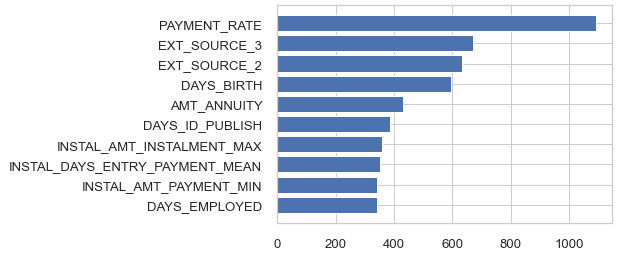 PAYMENT_RATE
EXT_SOURCE_3
EXT_SOURCE_2
DAYS_BIRTH
AMT_ANNUITY
DAYS_ID_PUBLISH
INSTAL_AMT_INSTALMENT_MAX
INSTAL_DAYS_ENTRY_PAYMENT_MEAN
INSTAL_AMT_PAYMENT_MIN
DAYS_EMPLOYED
0 200 400 600 800 1000